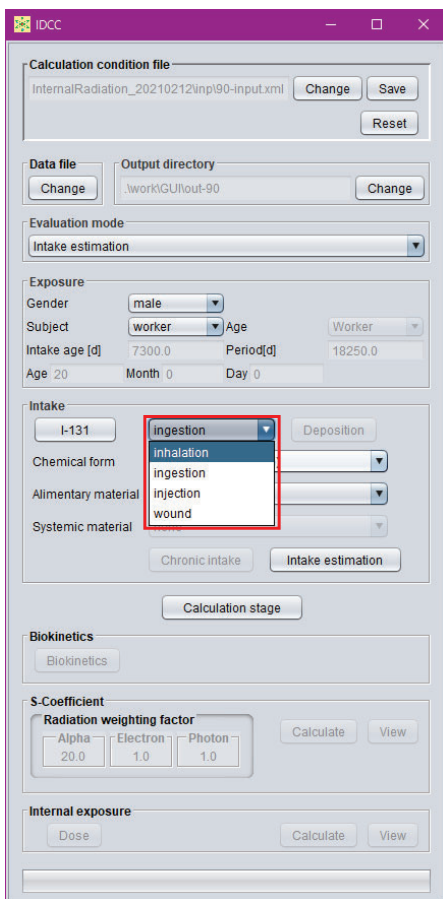 IDCC
Calculation condition file
InternalRadiation_20210212\inp\90-input.xml Change Save
Reset
Data file Output directory
Change .\work\GUI\out-90 Change
Evaluation mode
Intake estimation
Exposure
Gender male
Subject worker Age Worker
Intake age [d] 7300.0 Period[d] 18250.0
Age 20 Month 0 Day 0
Intake
I-131 ingestion Deposition
inhalation
Chemical form
ingestion
injection
Alimentary material
wound
Systemic material
Chronic intake Intake estimation
Calculation stage
Biokinetics
Biokinetics
S-Coefficient
Radiation weighting factor
Alpha Electron Photon Calculate View
20.0 1.0 1.0
Internal exposure
Dose Calculate View